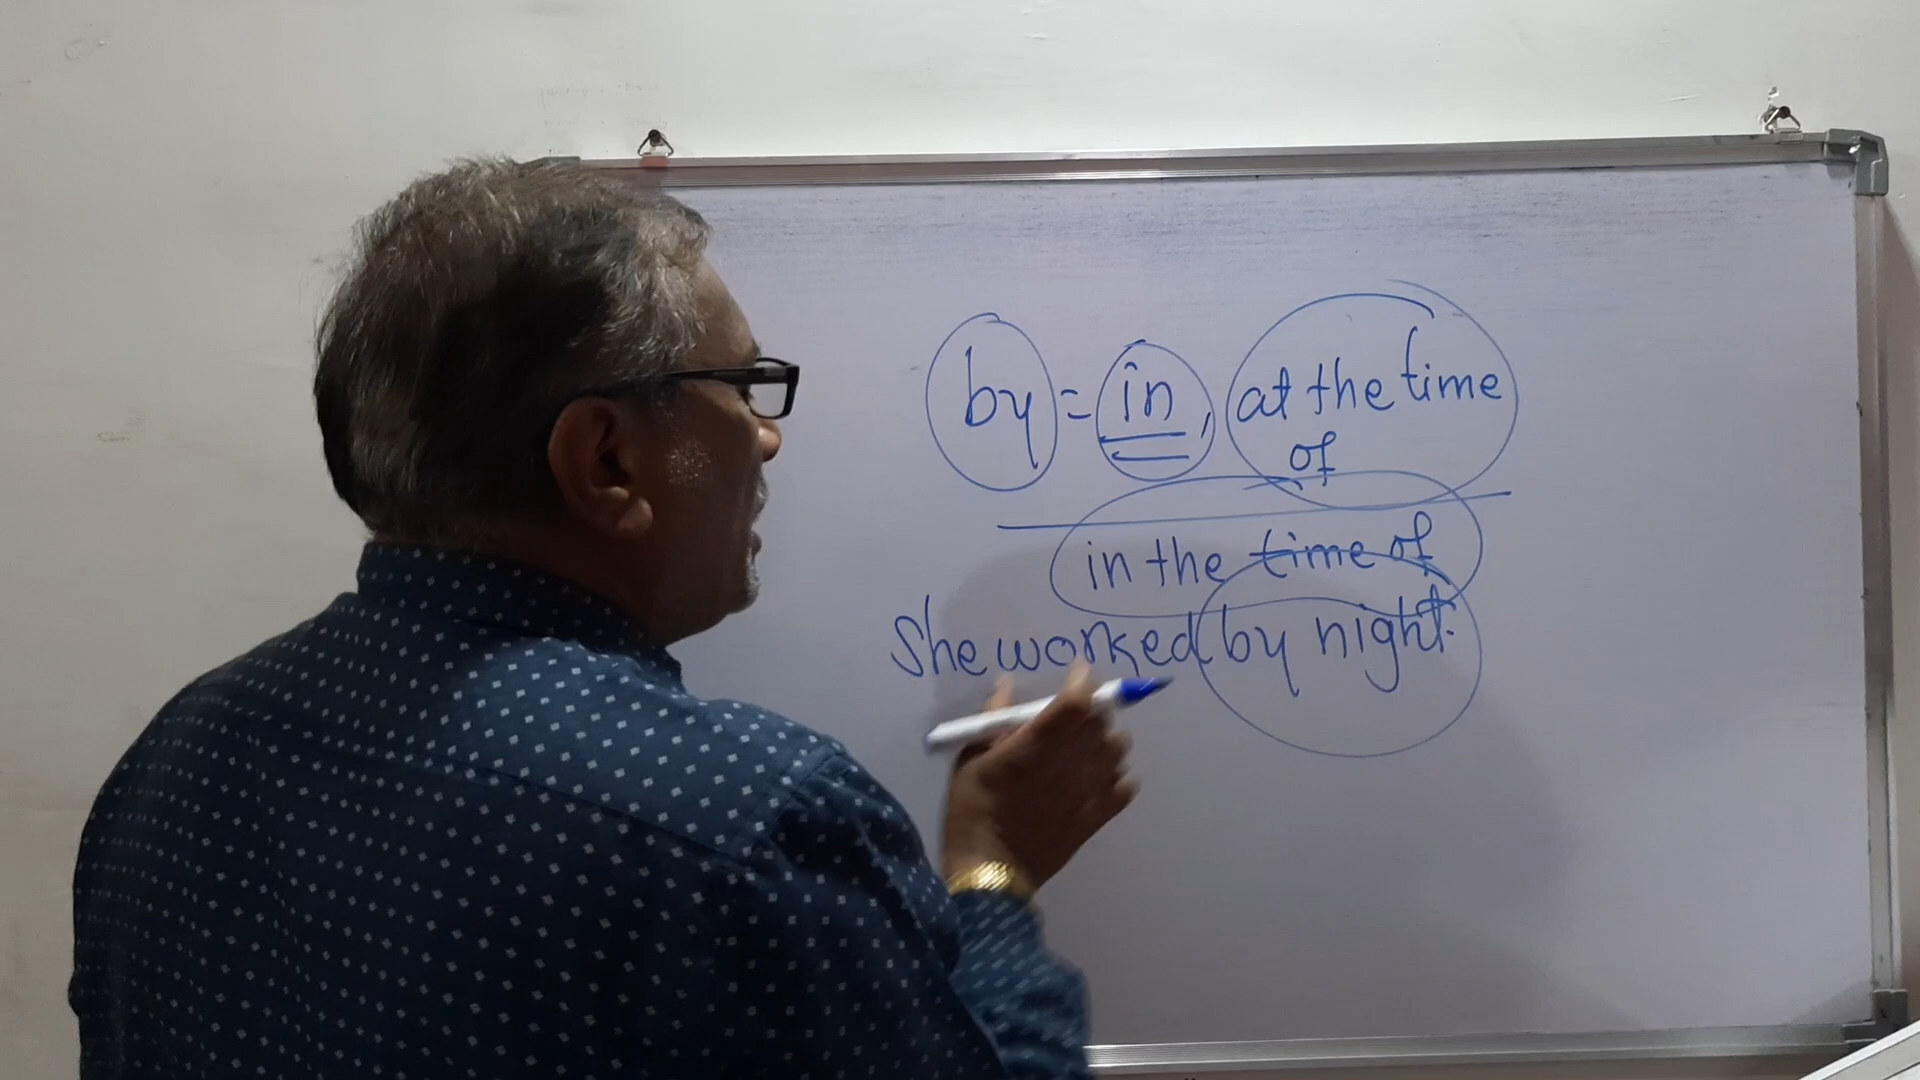 by = in, at the time
of
in the time of
She worked by night.